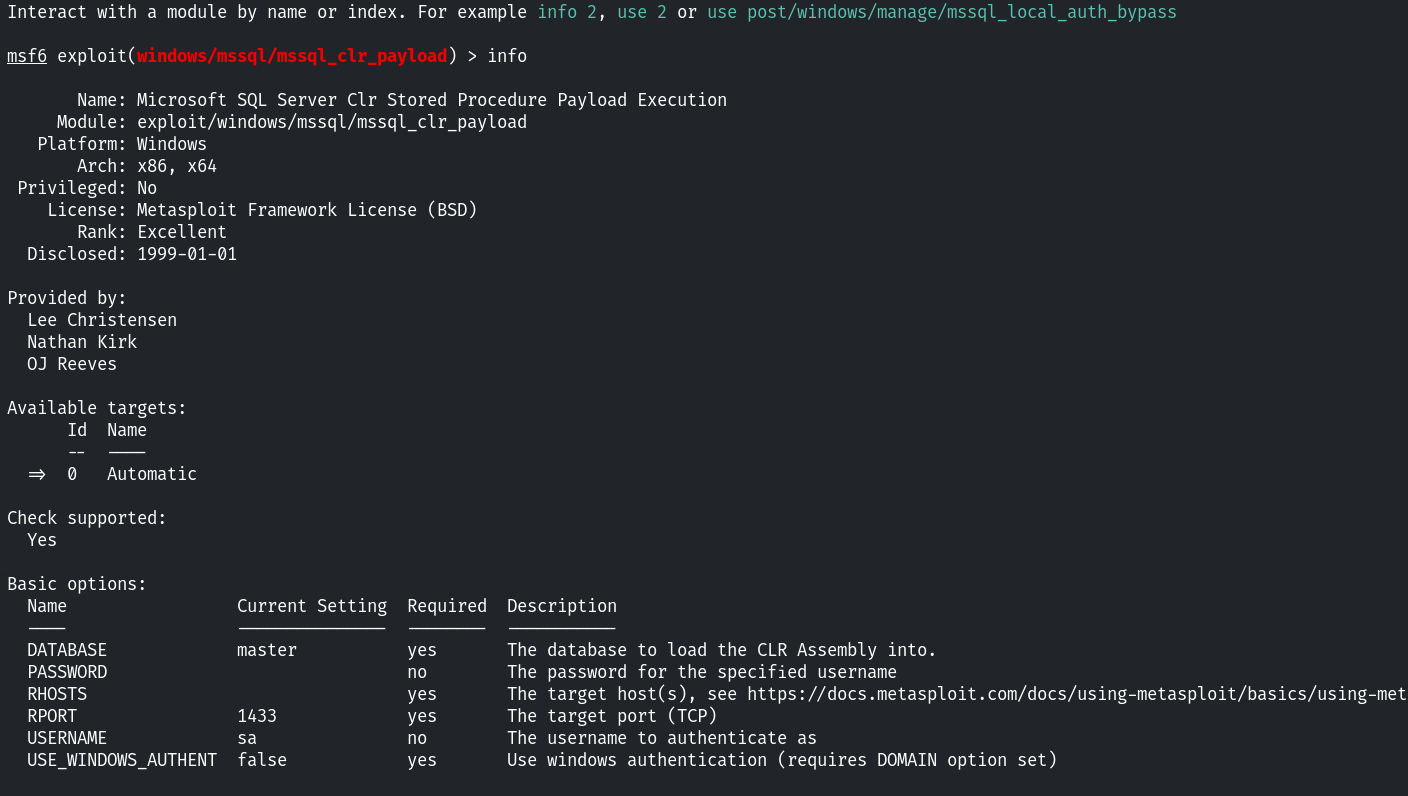 Interact with a module by name or index. For example info 2, use 2 or use post/windows/manage/mssql_local_auth_bypass
msf6 exploit(windows/mssql/mssql_clr_payload) > info
Name: Microsoft SQL Server Clr Stored Procedure Payload Execution
Module: exploit/windows/mssql/mssql_clr_payload
Platform: Windows
Arch: x86, x64
Privileged: No
License: Metasploit Framework License (BSD)
Rank: Excellent
Disclosed: 1999-01-01
Provided by:
Lee Christensen
Nathan Kirk
OJ Reeves
Available targets:
Id  Name
--  ----
=>  0   Automatic
Check supported:
Yes
Basic options:
Name                 Current Setting  Required  Description
----                 ---------------  --------  -----------
DATABASE             master           yes       The database to load the CLR Assembly into.
PASSWORD                              no        The password for the specified username
RHOSTS                                yes       The target host(s), see https://docs.metasploit.com/docs/using-metasploit/basics/using-met
RPORT                1433             yes       The target port (TCP)
USERNAME             sa               no        The username to authenticate as
USE_WINDOWS_AUTHENT  false            yes       Use windows authentication (requires DOMAIN option set)